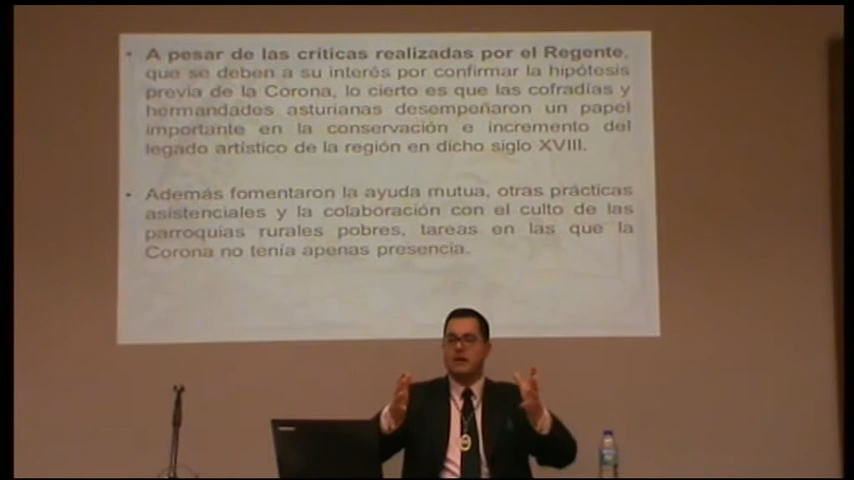 • A pesar de las críticas realizadas por el Regente,
que se deben a su interés por confirmar la hipótesis
previa de la Corona, lo cierto es que las cofradías y
hermandades asturianas desempeñaron un papel
importante en la conservación e incremento del
legado artístico de la región en dicho siglo XVIII.
• Además fomentaron la ayuda mutua, otras prácticas
asistenciales y la colaboración con el culto de las
parroquias rurales pobres, tareas en las que la
Corona no tenía apenas presencia.